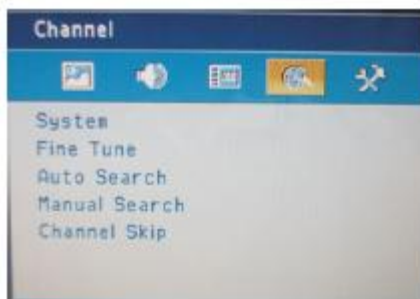 Channel
System
Fine Tune
Auto Search
Manual Search
Channel Skip